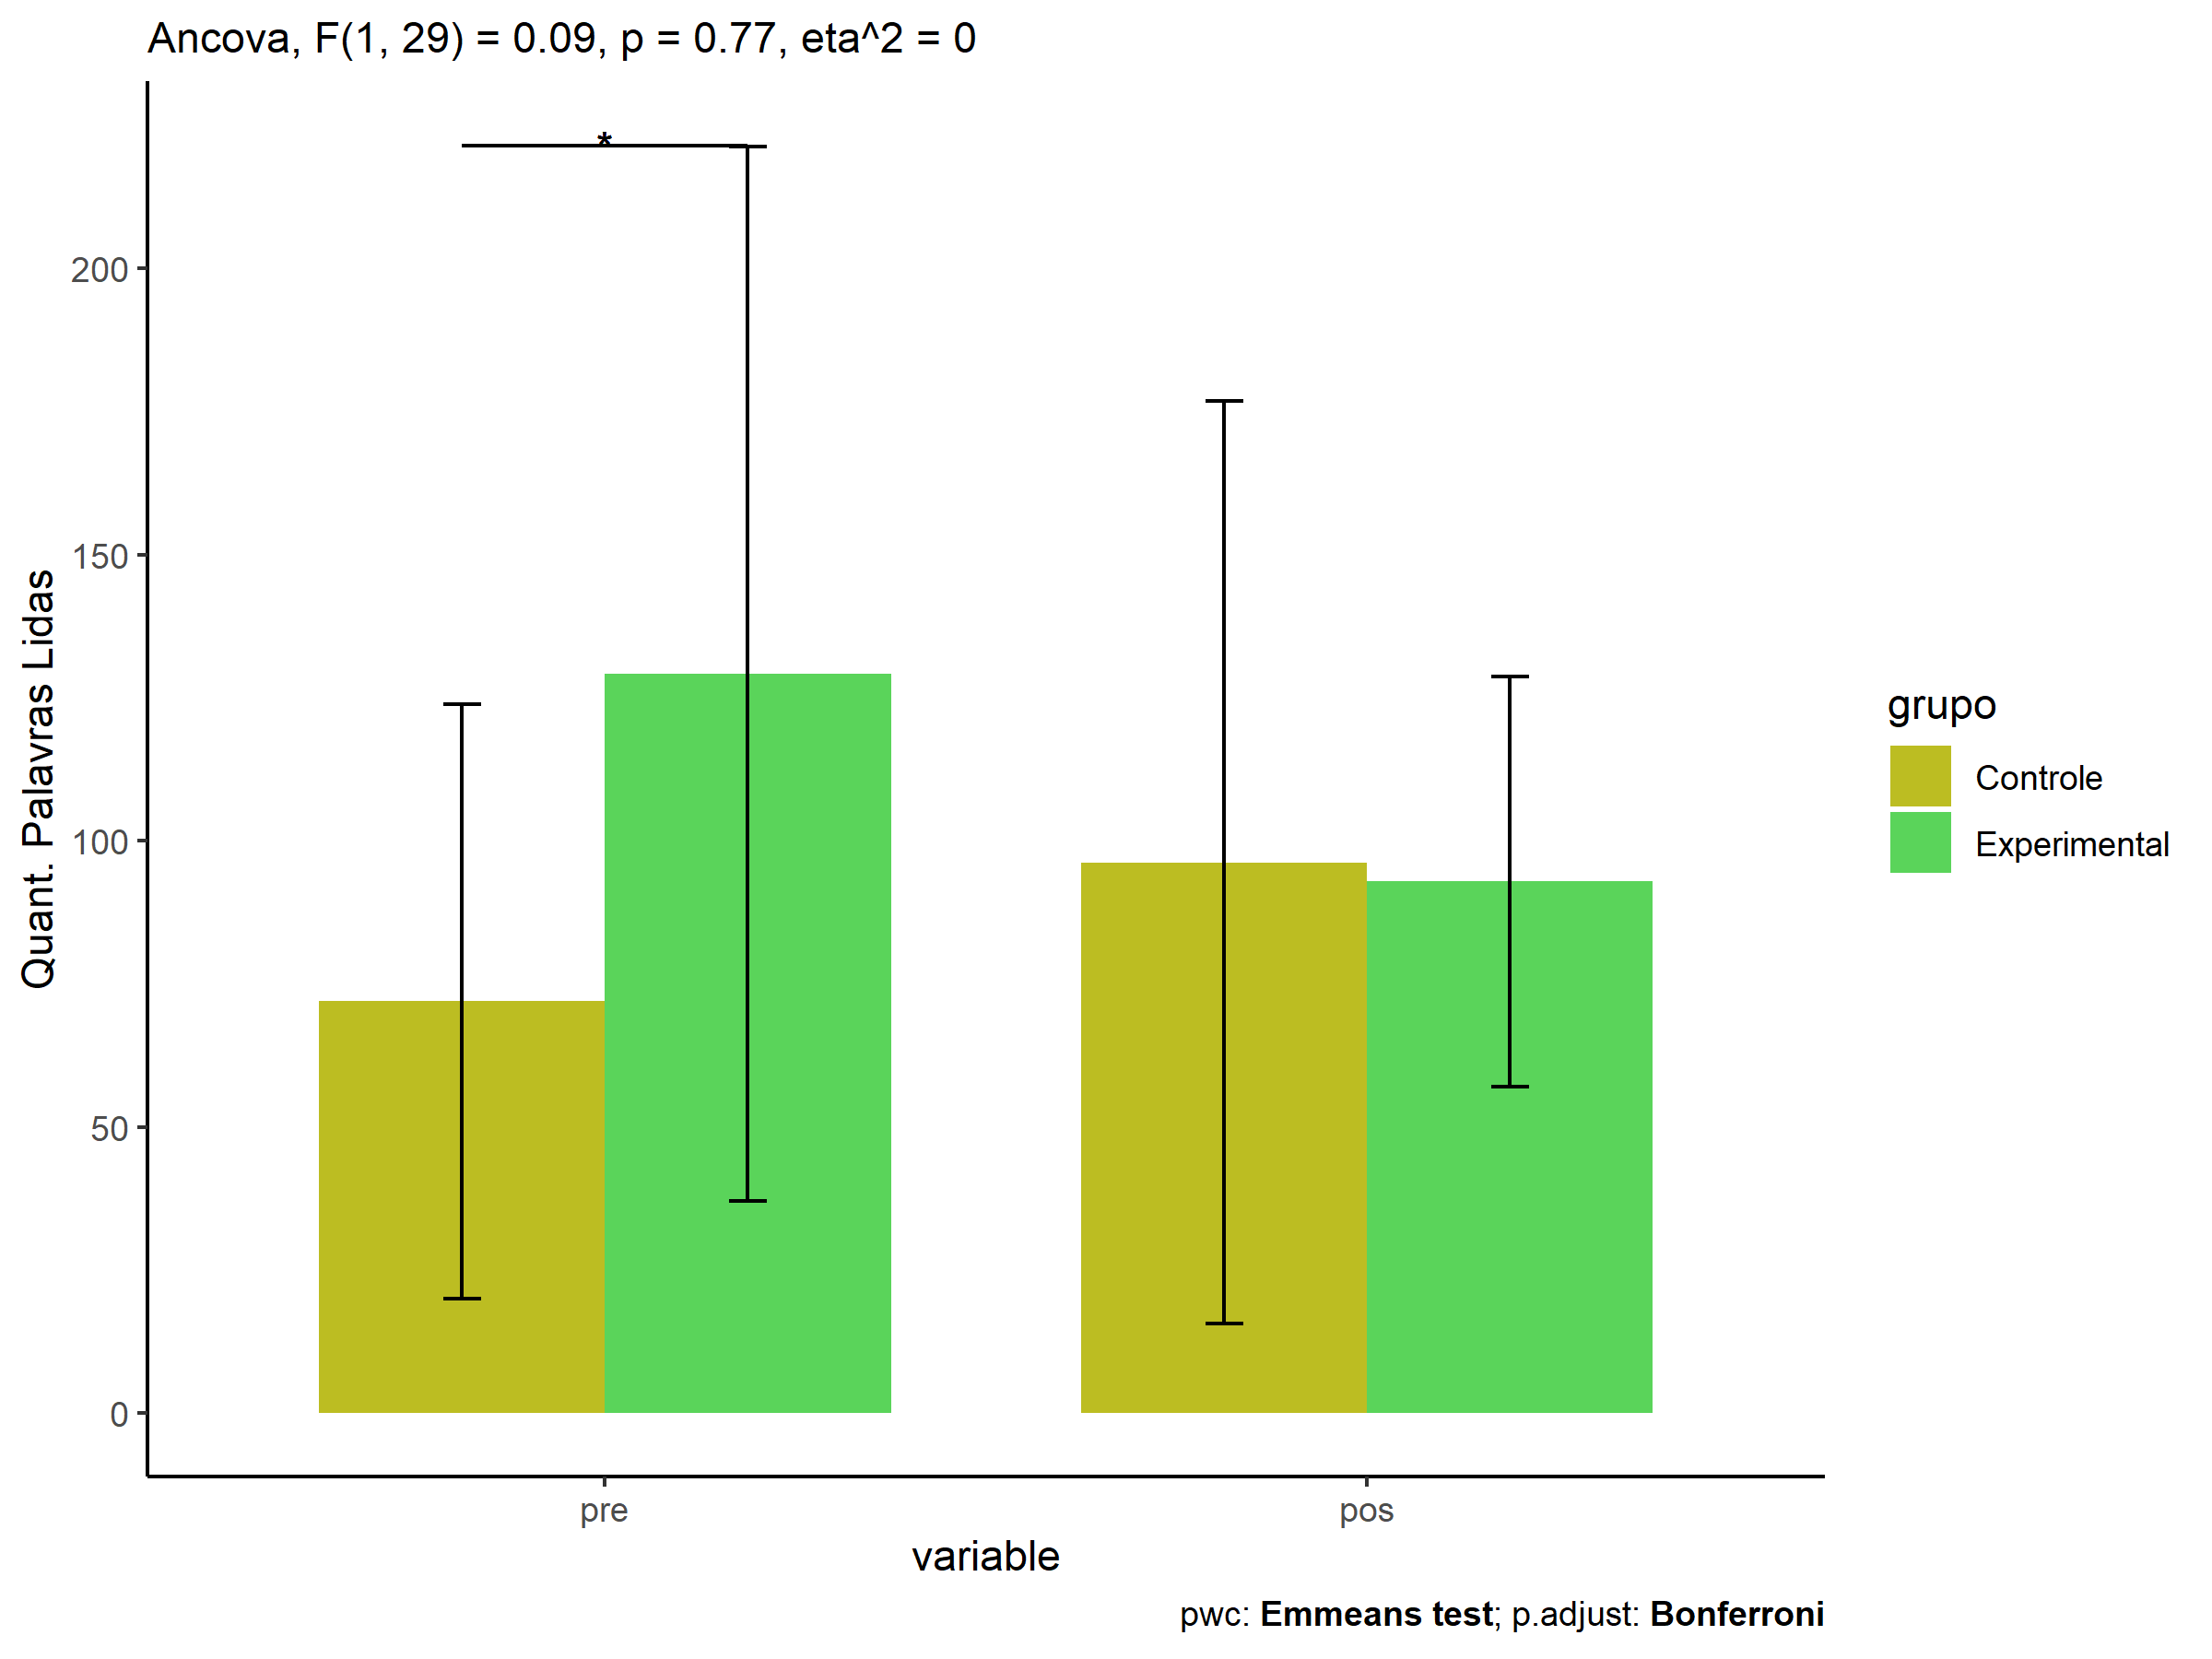 Ancova, F(1, 29) = 0.09, p = 0.77, eta^2 = 0
*
200
150
100
50
0
Quant. Palavras Lidas
pre
pos
variable
grupo
Controle
Experimental
pwc: Emmeans test; p.adjust: Bonferroni